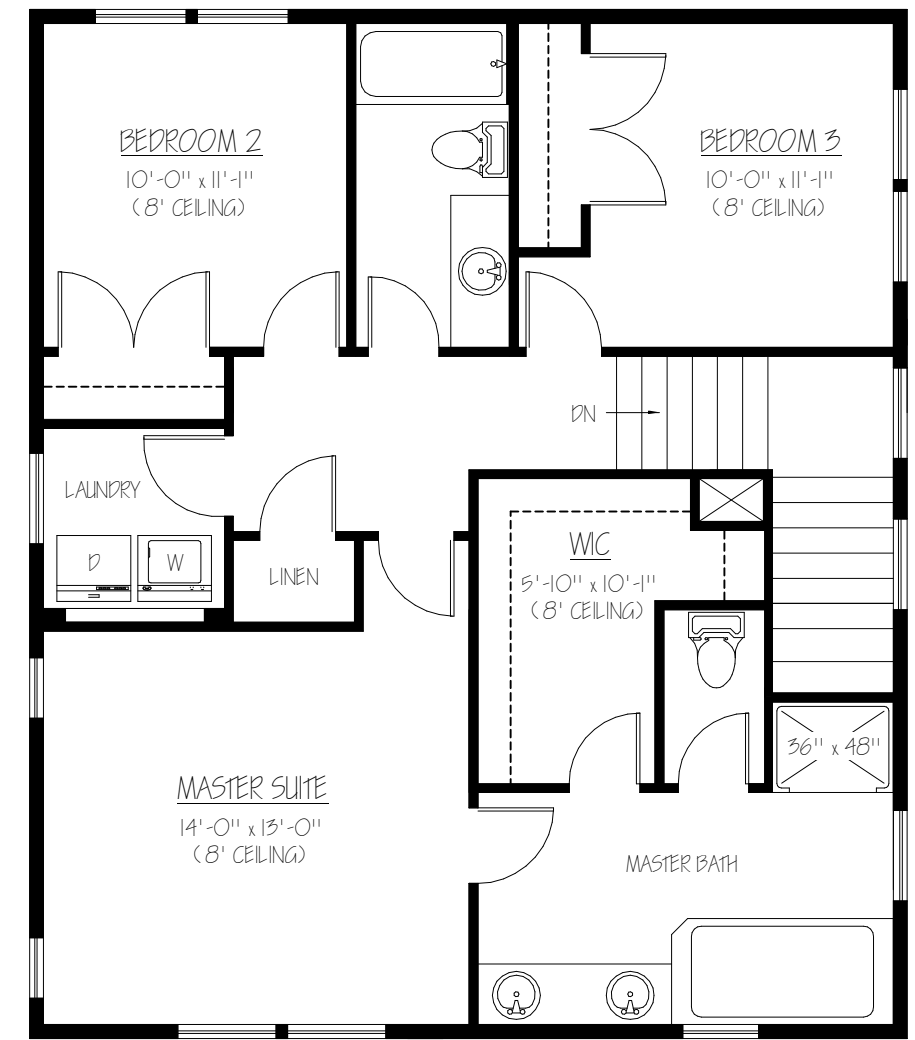 BEDROOM 2
10'-0" x 11'-1"
(8' CEILING)
BEDROOM 3
10'-0" x 11'-1"
(8' CEILING)
DN
LAUNDRY
D
W
LINEN
WIC
5'-10" x 10'-1"
(8' CEILING)
36" x 48"
MASTER SUITE
14'-0" x 13'-0"
(8' CEILING)
MASTER BATH